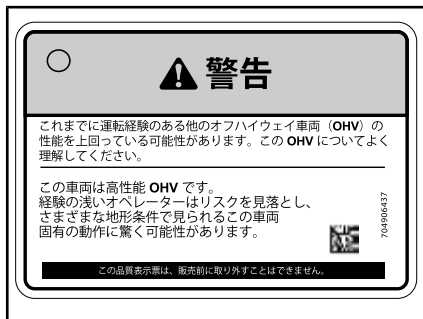 警告
これまでに運転経験のある他のオフハイウェイ車両（OHV）の
性能を上回っている可能性があります。この OHV についてよく
理解してください。
この車両は高性能 OHV です。
経験の浅いオペレーターはリスクを見落とし、
さまざまな地形条件で見られるこの車両
固有の動作に驚く可能性があります。
704906437
この品質表示票は、販売前に取り外すことはできません。